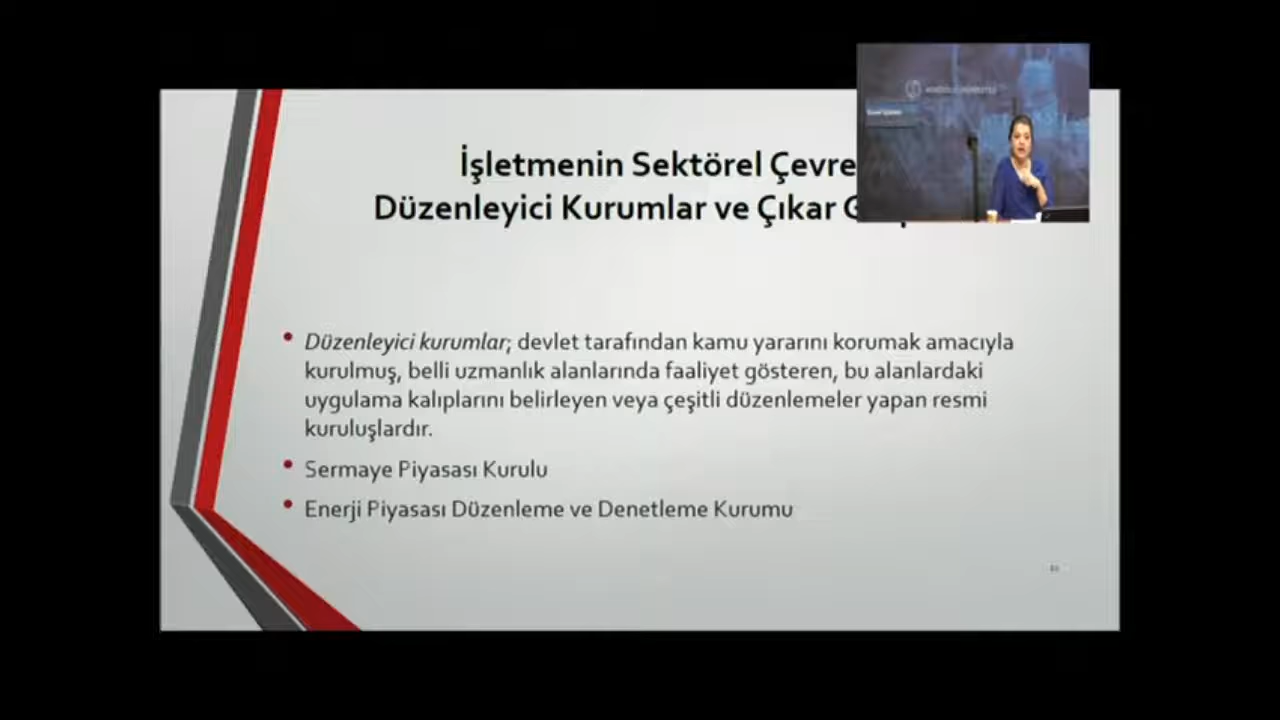 İşletmenin Sektörel Çevre
Düzenleyici Kurumlar ve Çıkar
Düzenleyici kurumlar; devlet tarafından kamu yararını korumak amacıyla
kurulmuş, belli uzmanlık alanlarında faaliyet gösteren, bu alanlardaki
uygulama kalıplarını belirleyen veya çeşitli düzenlemeler yapan resmi
kuruluşlardır.
Sermaye Piyasası Kurulu
Enerji Piyasası Düzenleme ve Denetleme Kurumu